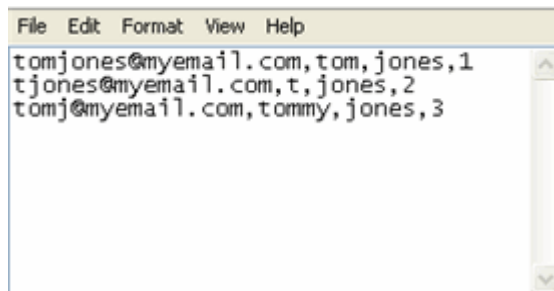 File Edit Format View Help
tomjones@myemail.com,tom,jones,1
tjones@myemail.com,t,jones,2
tomj@myemail.com,tommy,jones,3